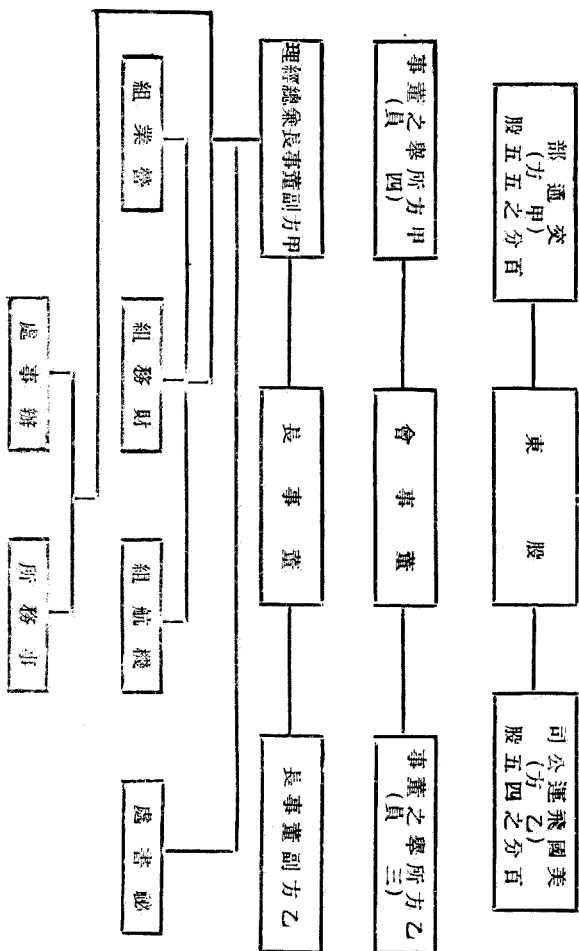 交通部
(甲方)
百分之五五股
股東
美國飛運公司
(乙方)
百分之四五股
甲方所舉之董事
(四員)
董事會
乙方所舉之董事
(三員)
甲方副董事長兼總經理
董事長
乙方副董事長
營業組
財務組
機航組
祕書處
辦事處
事務所